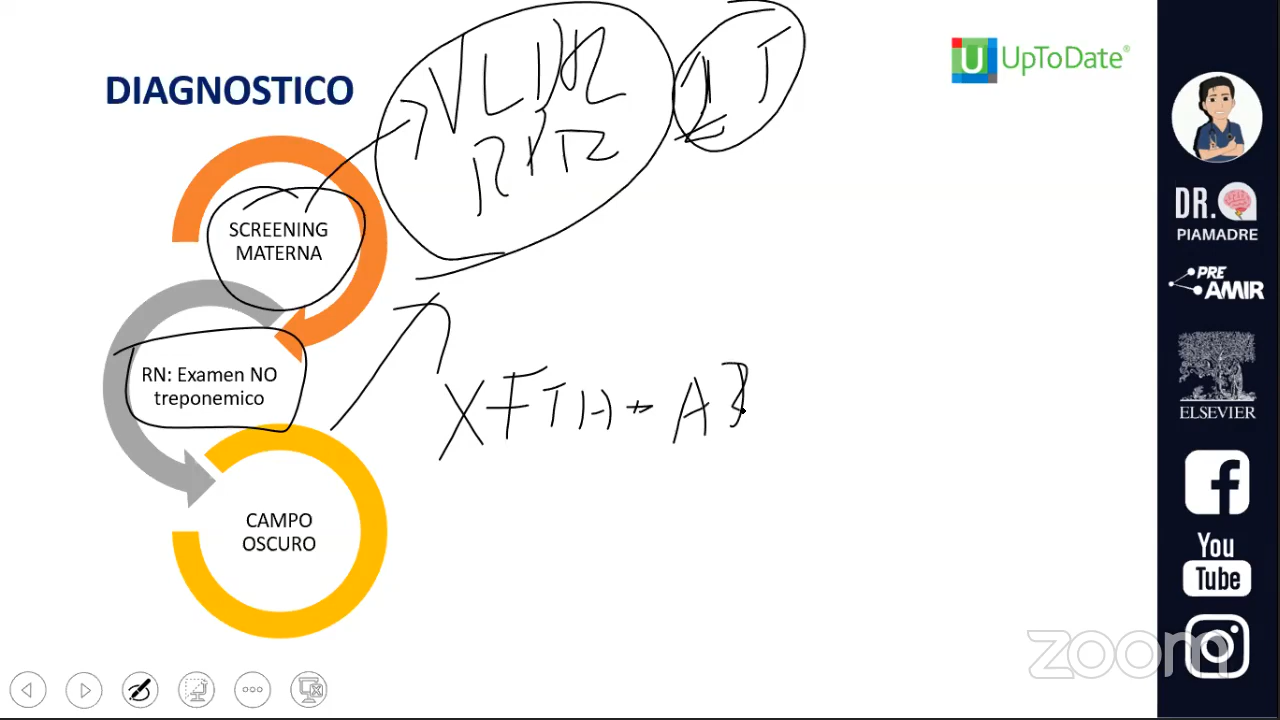 DIAGNOSTICO
UpToDate®
VLDRL
RPR
SCREENING
MATERNA
DR.
PIAMADRE
PRE
AMIR
RN: Examen NO
treponemico
ELSEVIER
CAMPO
OSCURO
You
Tube
zoom